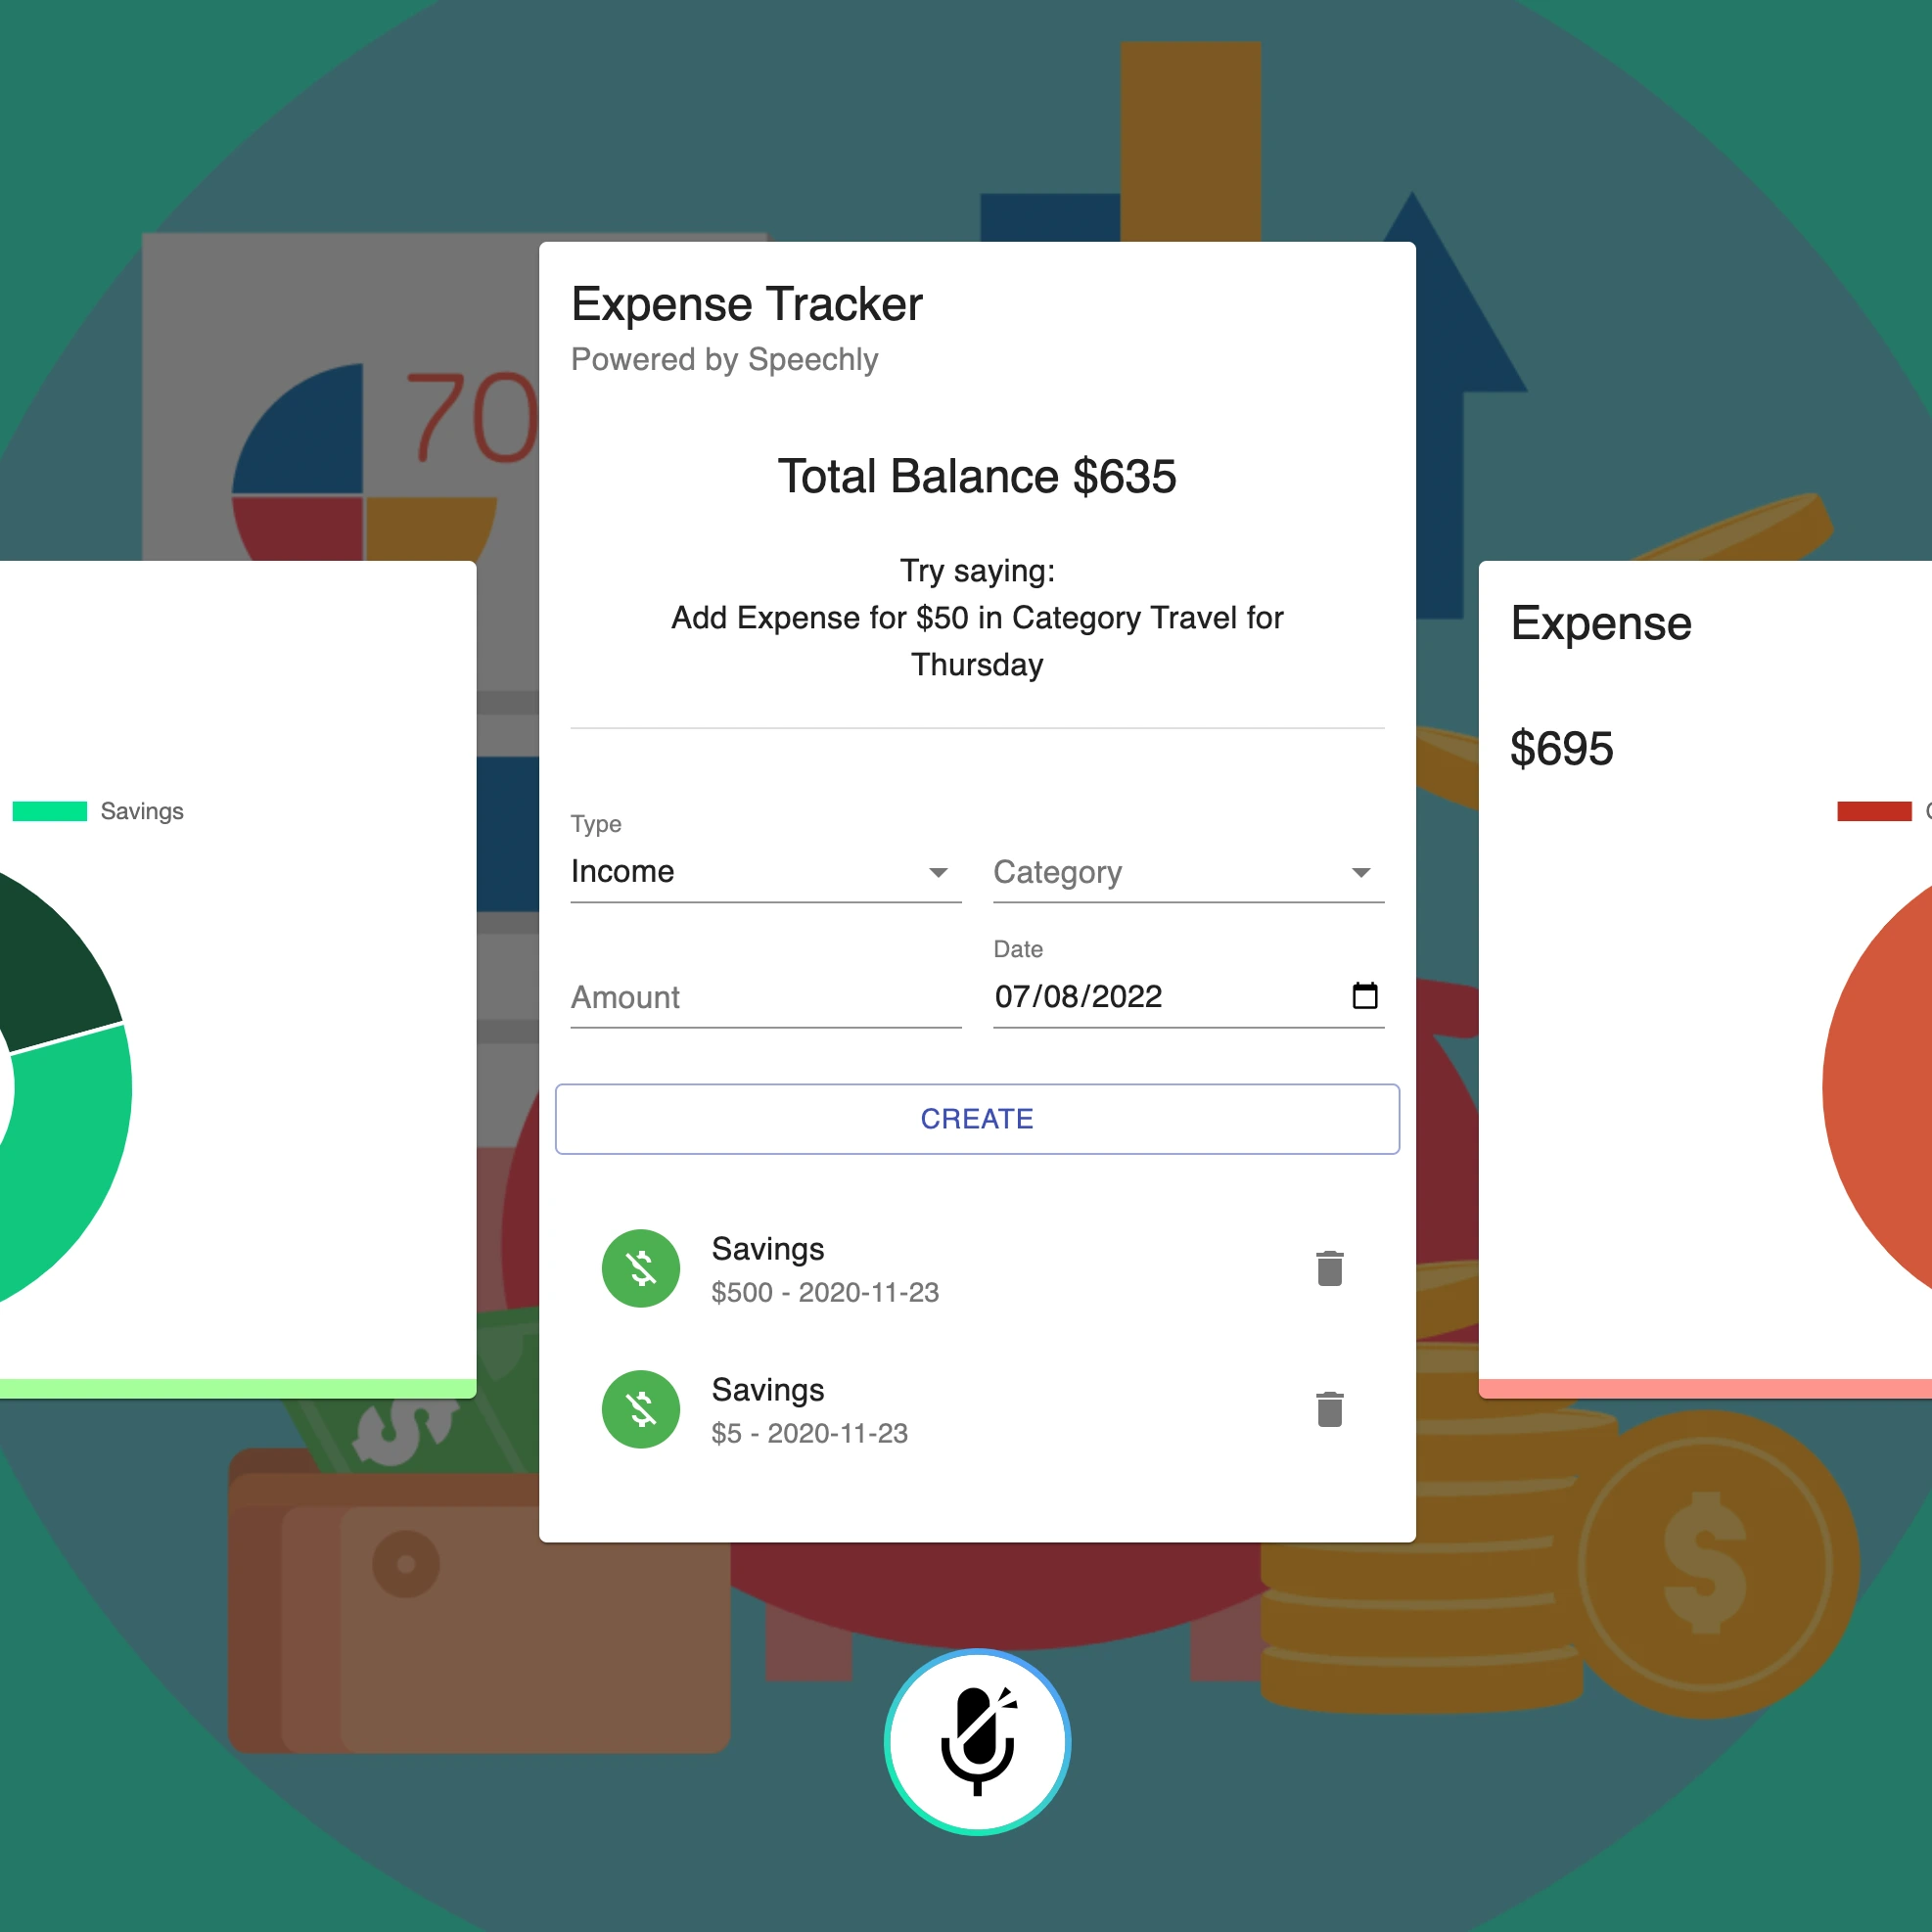 70
Expense Tracker
Powered by Speechly
Total Balance $635
Try saying:
Add Expense for $50 in Category Travel for
Thursday
Savings
Type
Income
Category
Amount
Date
07/08/2022
CREATE
Savings
$500 - 2020-11-23
Savings
$5 - 2020-11-23
Expense
$695
$
$